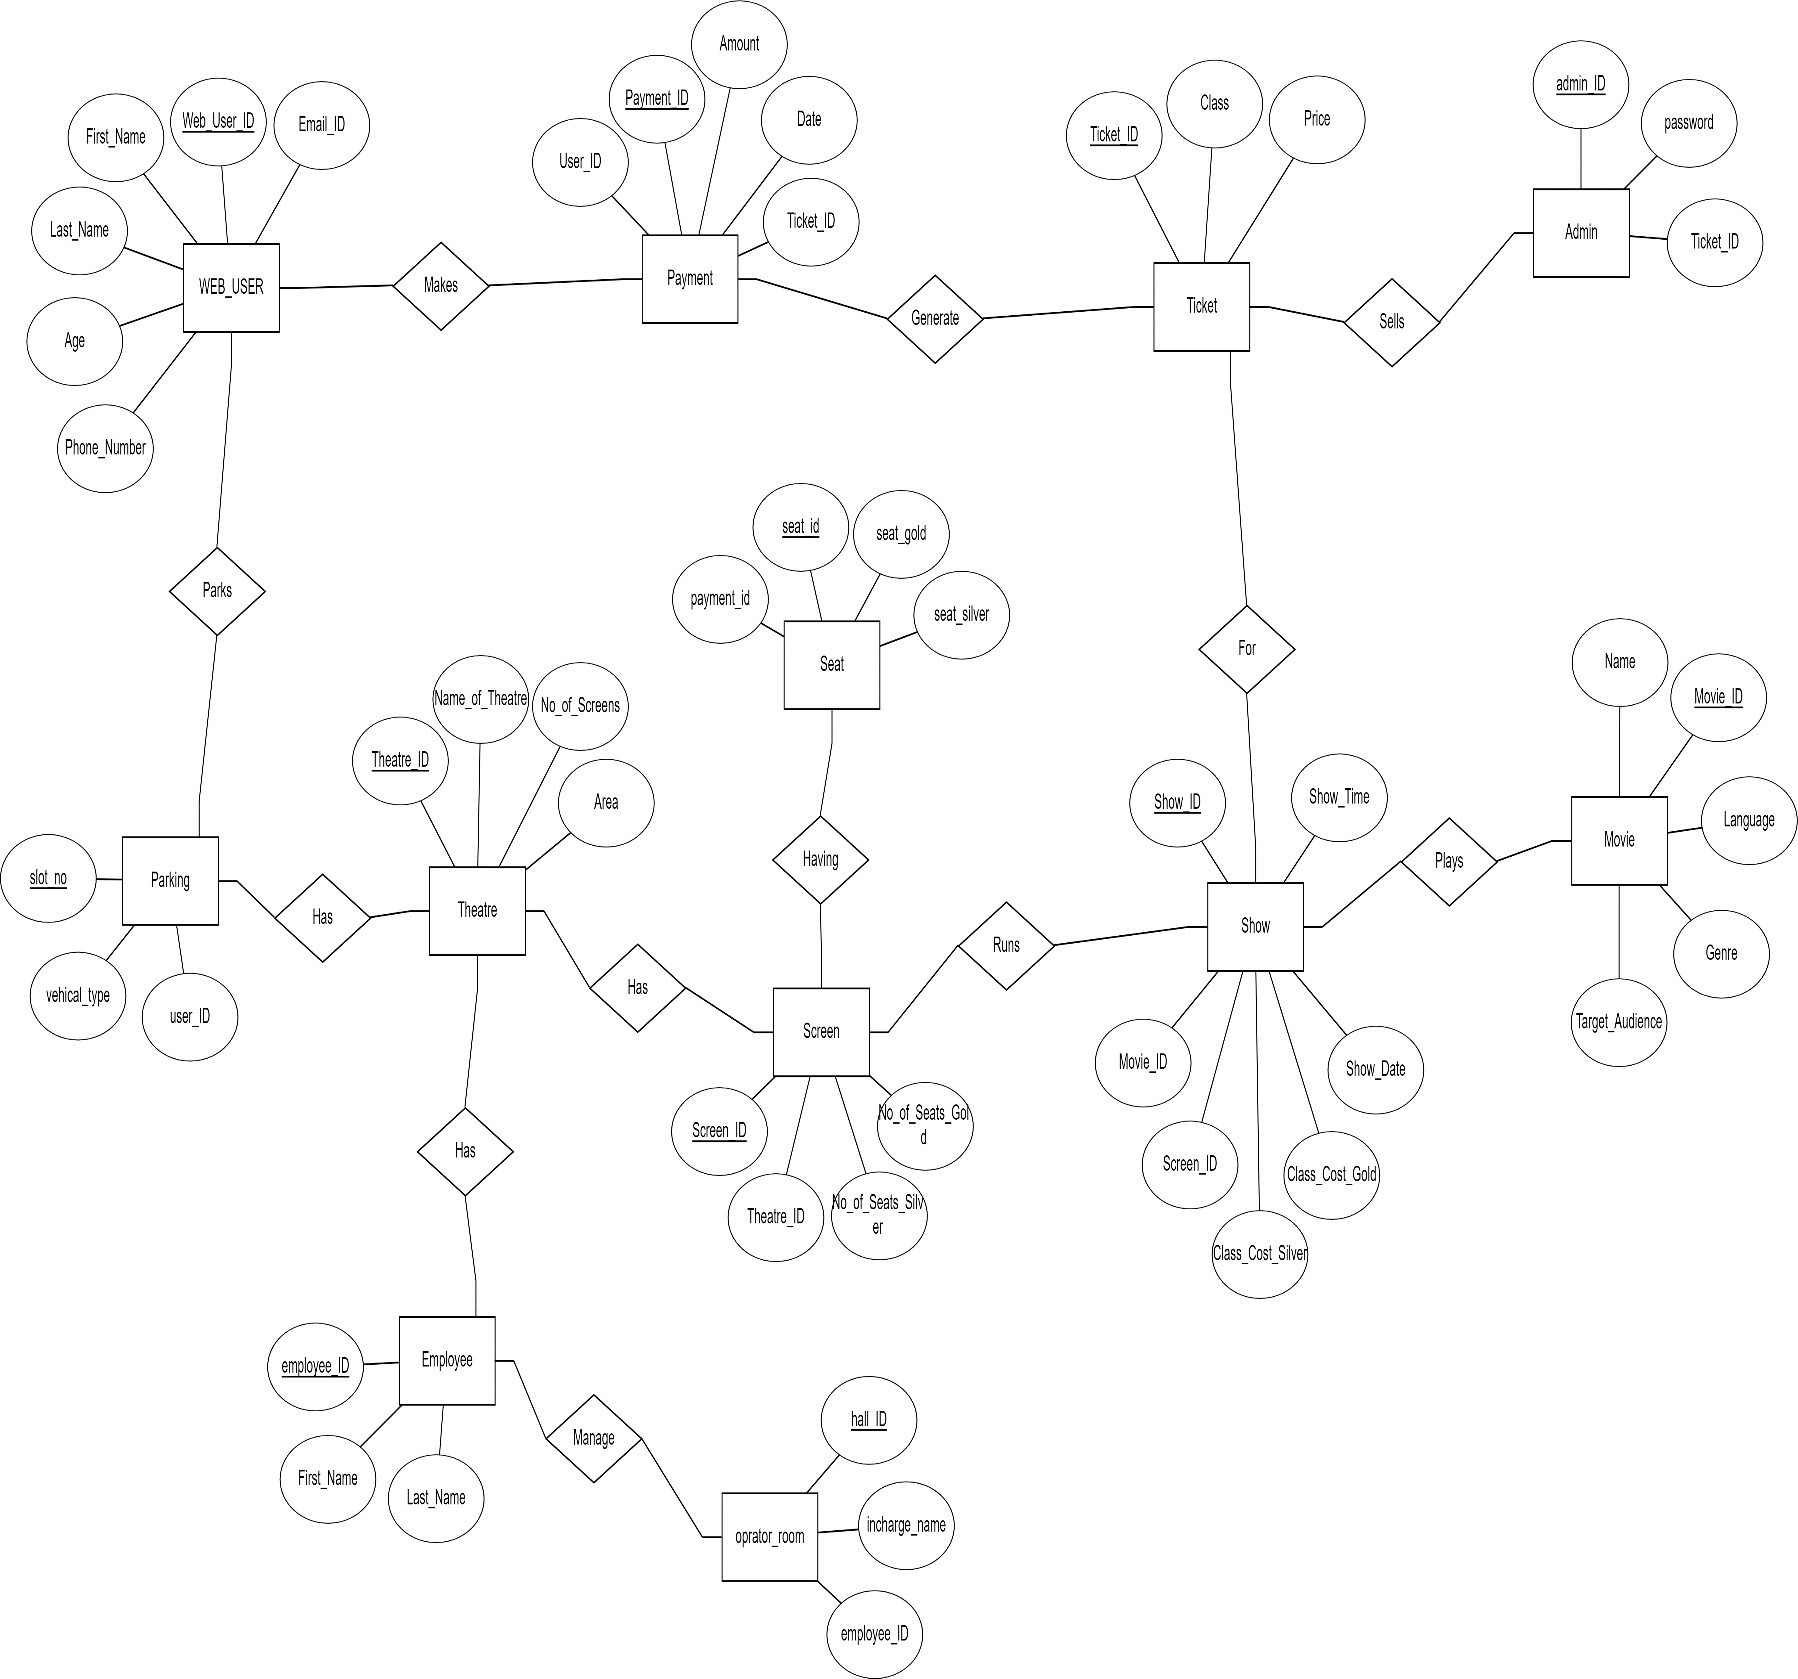 Amount
Payment_ID
Date
User_ID
Ticket_ID
Payment
First_Name
Web_User_ID
Email_ID
Last_Name
Age
Phone_Number
WEB_USER
Makes
Generate
Ticket_ID
Class
Price
Ticket
Sells
admin_ID
password
Ticket_ID
Admin
Parks
For
payment_id
seat_id
seat_gold
seat_silver
Seat
Having
Theatre_ID
Name_of_Theatre
No_of_Screens
Area
Theatre
slot_no
vehical_type
user_ID
Parking
Has
Has
Screen
Screen_ID
Theatre_ID
No_of_Seats_Silv
er
No_of_Seats_Gol
d
Runs
Show_ID
Show_Time
Show
Movie_ID
Screen_ID
Class_Cost_Silver
Class_Cost_Gold
Show_Date
Plays
Name
Movie_ID
Language
Genre
Target_Audience
Movie
Has
Employee
employee_ID
First_Name
Last_Name
Manage
oprator_room
hall_ID
incharge_name
employee_ID